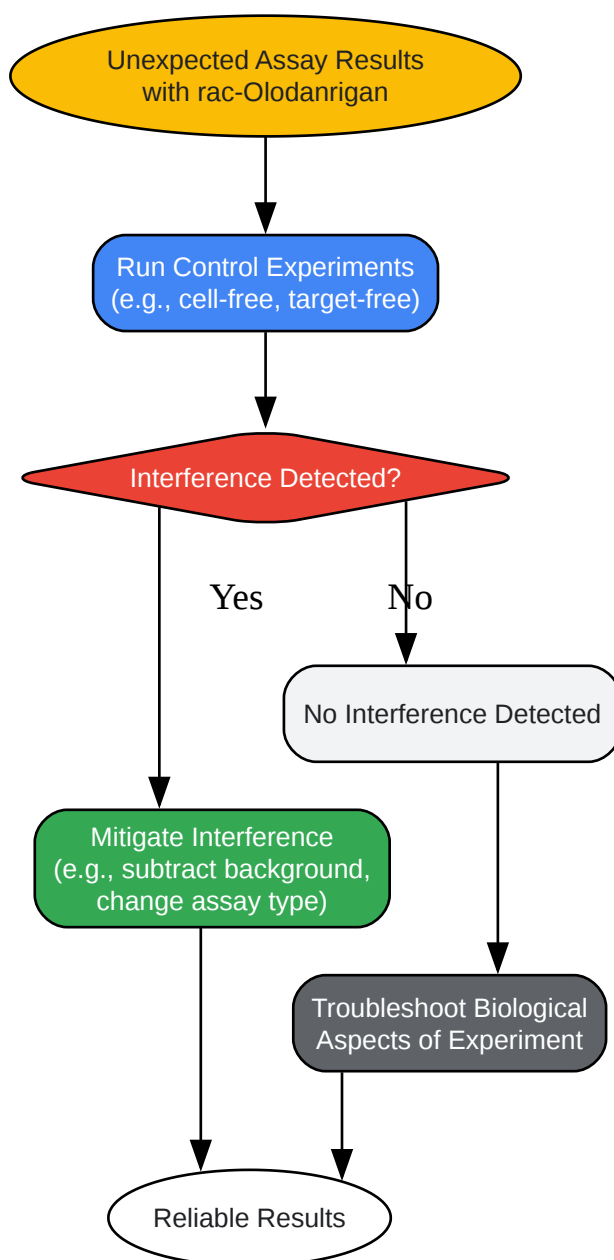 Unexpected Assay Results
with rac-Olodanrigan
Run Control Experiments
(e.g., cell-free, target-free)
Interference Detected?
Yes
No
No Interference Detected
Mitigate Interference
(e.g., subtract background,
change assay type)
Troubleshoot Biological
Aspects of Experiment
Reliable Results